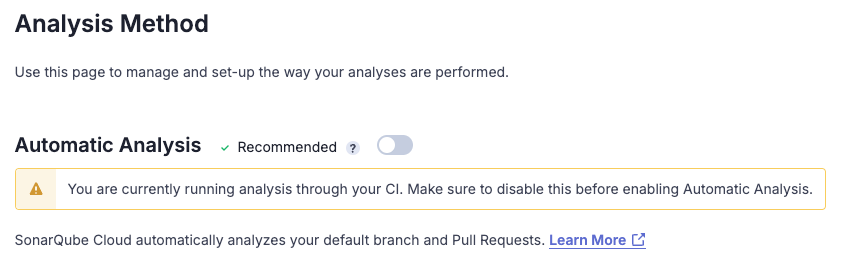 Analysis Method
Use this page to manage and set-up the way your analyses are performed.
Automatic Analysis ✓ Recommended ?
You are currently running analysis through your CI. Make sure to disable this before enabling Automatic Analysis.
SonarQube Cloud automatically analyzes your default branch and Pull Requests. Learn More